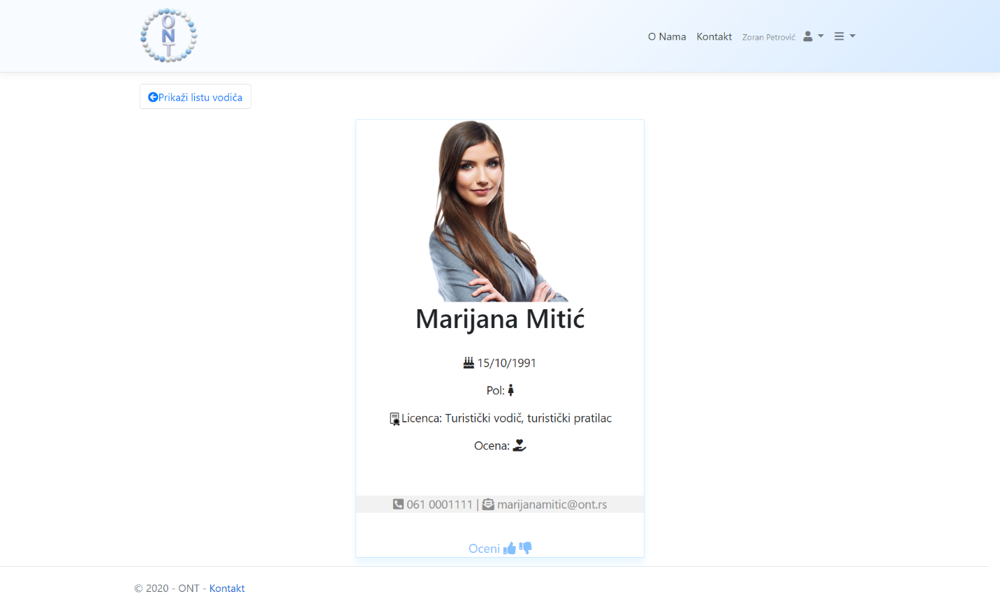 ONT
O Nama Kontakt Zoran Petrović
Prikaži listu vodiča
Marijana Mitić
15/10/1991
Pol:
Licenca: Turistički vodič, turistički pratilac
Ocena:
061 0001111 | marijanamitic@ont.rs
Oceni
© 2020 - ONT - Kontakt